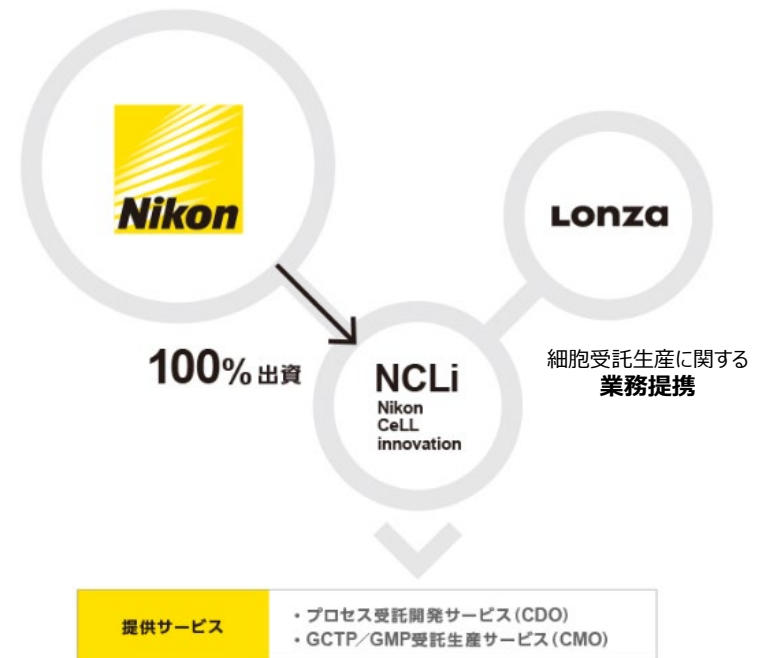 Nikon
Lonza
100%出資
NCLi
Nikon
CeLL
innovation
細胞受託生産に関する
業務提携
提供サービス
・プロセス受託開発サービス(CDO)
・GCTP/GMP受託生産サービス(CMO)